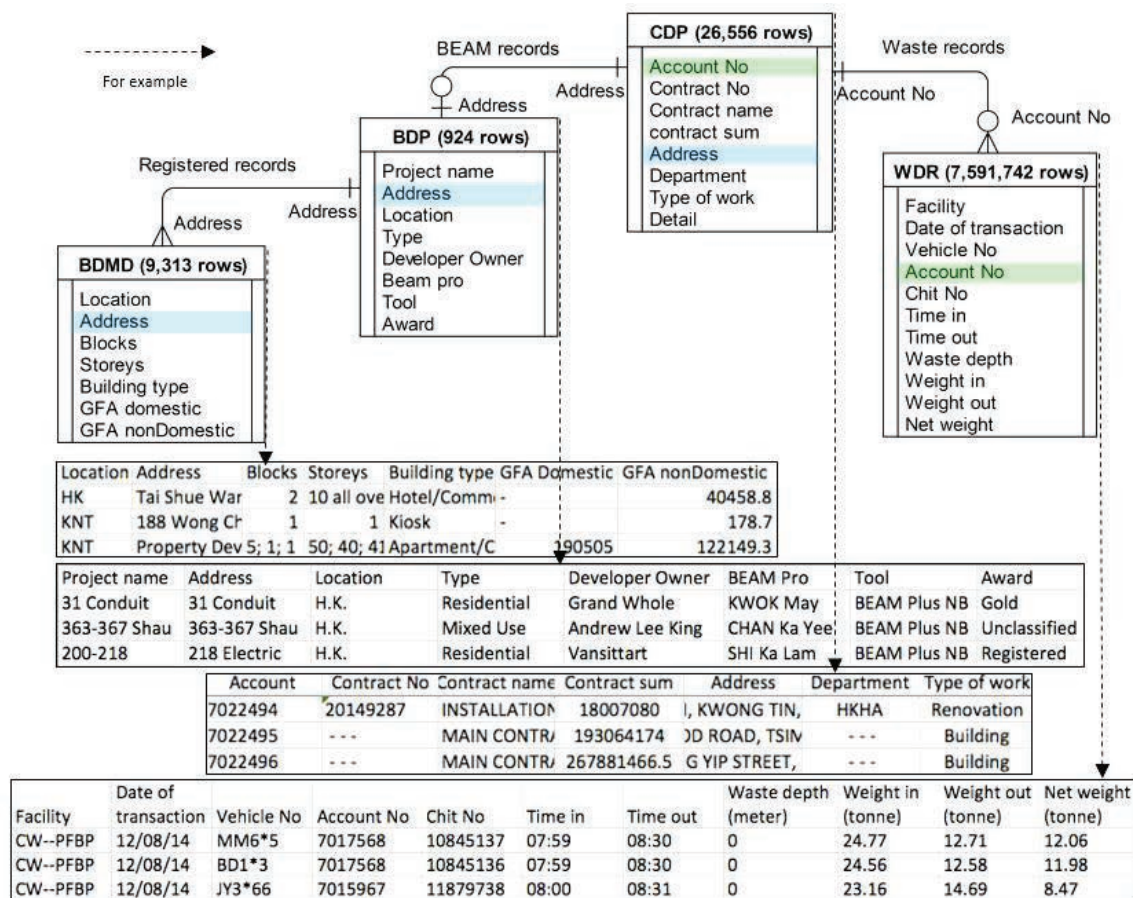 For example
BEAM records
Address
Address
CDP (26,556 rows)
Account No
Contract No
Contract name
contract sum
Address
Department
Type of work
Detail
Waste records
Account No
Account No
Registered records
Address
Address
BDP (924 rows)
Project name
Address
Location
Type
Developer Owner
Beam pro
Tool
Award
WDR (7,591,742 rows)
Facility
Date of transaction
Vehicle No
Account No
Chit No
Time in
Time out
Waste depth
Weight in
Weight out
Net weight
BDMD (9,313 rows)
Location
Address
Blocks
Storeys
Building type
GFA domestic
GFA nonDomestic
Location Address Blocks Storeys Building type GFA Domestic GFA nonDomestic
HK Tai Shue War 2 10 all ove Hotel/Comm - 40458.8
KNT 188 Wong Ch 1 1 Kiosk - 178.7
KNT Property Dev 5; 1; 1 50; 40; 41 Apartment/C 190505 122149.3
Project name Address Location Type Developer Owner BEAM Pro Tool Award
31 Conduit 31 Conduit H.K. Residential Grand Whole KWOK May BEAM Plus NB Gold
363-367 Shau 363-367 Shau H.K. Mixed Use Andrew Lee King CHAN Ka Yee BEAM Plus NB Unclassified
200-218 218 Electric H.K. Residential Vansittart SHI Ka Lam BEAM Plus NB Registered
Account Contract No Contract name Contract sum Address Department Type of work
7022494 20149287 INSTALLATION 18007080 I, KWONG TIN, HKHA Renovation
7022495 --- MAIN CONTRA 193064174 OD ROAD, TSIM --- Building
7022496 --- MAIN CONTRA 267881466.5 G YIP STREET, --- Building
Facility Date of transaction Vehicle No Account No Chit No Time in Time out Waste depth (meter) Weight in (tonne) Weight out (tonne) Net weight (tonne)
CW--PFBP 12/08/14 MM6*5 7017568 10845137 07:59 08:30 0 24.77 12.71 12.06
CW--PFBP 12/08/14 BD1*3 7017568 10845136 07:59 08:30 0 24.56 12.58 11.98
CW--PFBP 12/08/14 JY3*66 7015967 11879738 08:00 08:31 0 23.16 14.69 8.47